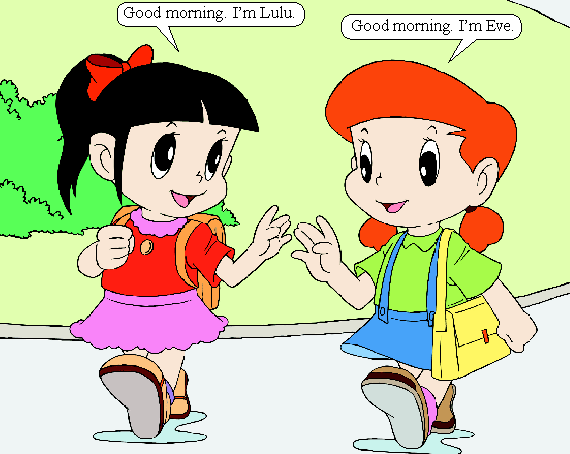 Good morning. I’m Lulu.
Good morning. I’m Eve.